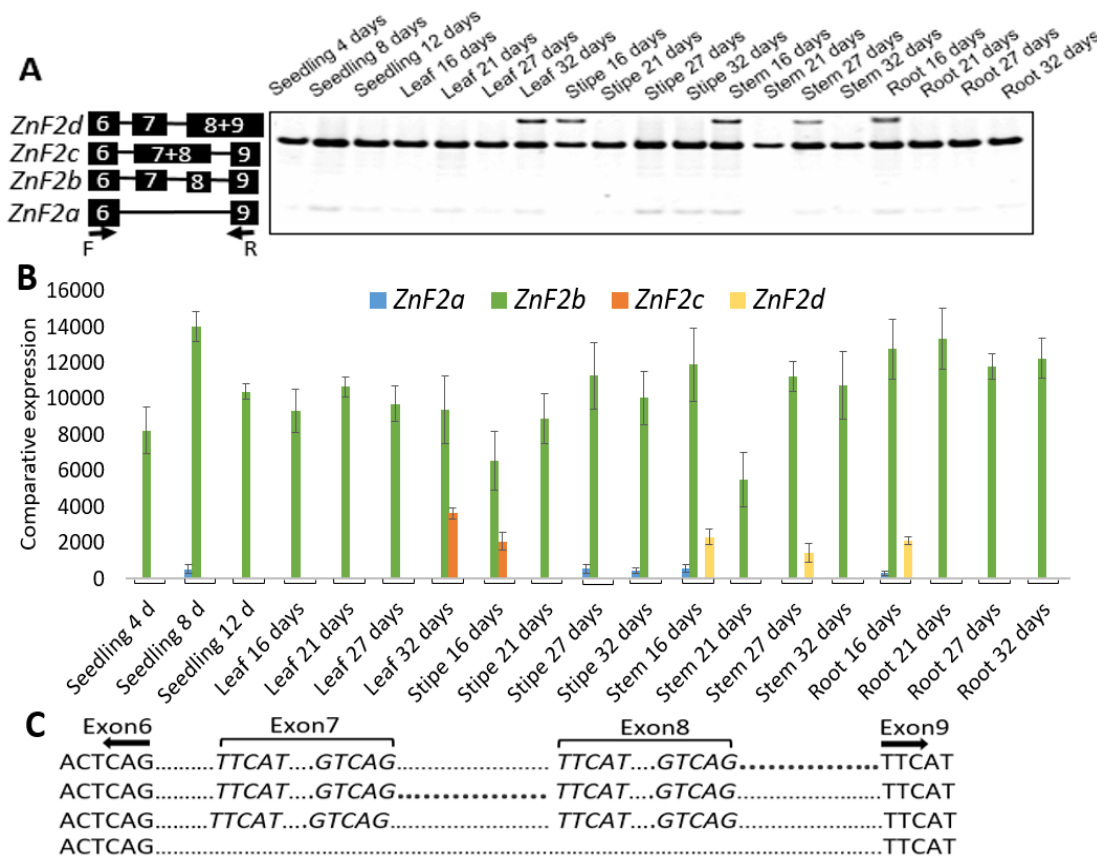 A
Seedling 4 days
Seedling 8 days
Seedling 12 days
Leaf 16 days
Leaf 21 days
Leaf 27 days
Leaf 32 days
Stipe 16 days
Stipe 21 days
Stipe 27 days
Stipe 32 days
Stem 16 days
Stem 21 days
Stem 27 days
Stem 32 days
Root 16 days
Root 21 days
Root 27 days
Root 32 days
ZnF2d 6 7 8+9
ZnF2c 6 7+8 9
ZnF2b 6 7 8 9
ZnF2a 6 9
F R
B
ZnF2a ZnF2b ZnF2c ZnF2d
Comparative expression
16000
14000
12000
10000
8000
6000
4000
2000
0
Seedling 4 d
Seedling 8 d
Seedling 12 d
Leaf 16 days
Leaf 21 days
Leaf 27 days
Leaf 32 days
Stipe 16 days
Stipe 21 days
Stipe 27 days
Stipe 32 days
Stem 16 days
Stem 21 days
Stem 27 days
Stem 32 days
Root 16 days
Root 21 days
Root 27 days
Root 32 days
C
Exon6 Exon7 Exon8 Exon9
ACTCAG..........TTCAT....GTCAG..........................TTCAT....GTCAG................TTCAT
ACTCAG..........TTCAT....GTCAG................TTCAT....GTCAG..........................TTCAT
ACTCAG.........TTCAT....GTCAG...........................TTCAT....GTCAG..........................TTCAT
ACTCAG....................................................................................................TTCAT